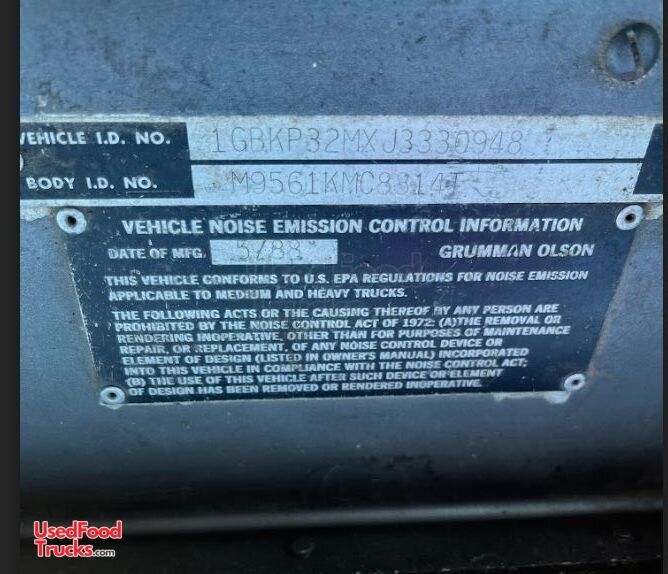 VEHICLE I.D. NO. 1GBKP32MXJ3330948
BODY I.D. NO.
VEHICLE NOISE EMISSION CONTROL INFORMATION
DATE OF MFG. 5/88 GRUMMAN OLSON
THIS VEHICLE CONFORMS TO U.S. EPA REGULATIONS FOR NOISE EMISSION
APPLICABLE TO MEDIUM AND HEAVY TRUCKS.
THE FOLLOWING ACTS OR THE CAUSING THEREOF BY ANY PERSON ARE
PROHIBITED BY THE NOISE CONTROL ACT OF 1972: (A)THE REMOVAL OR
RENDERING INOPERATIVE, OTHER THAN FOR PURPOSES OF MAINTENANCE
REPAIR, OR REPLACEMENT, OF ANY NOISE CONTROL DEVICE OR
ELEMENT OF DESIGN (LISTED IN OWNER'S MANUAL) INCORPORATED
INTO THIS VEHICLE IN COMPLIANCE WITH THE NOISE CONTROL ACT;
(B) THE USE OF THIS VEHICLE AFTER SUCH DEVICE OR ELEMENT
OF DESIGN HAS BEEN REMOVED OR RENDERED INOPERATIVE.
UsedFood
Trucks.com